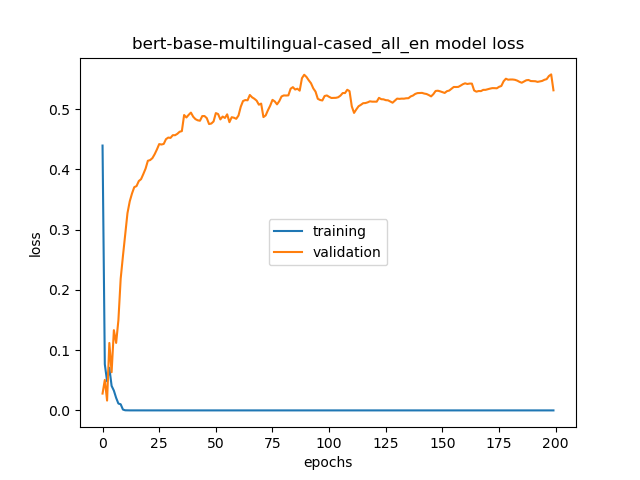 bert-base-multilingual-cased_all_en model loss
0.5
0.4
0.3
0.2
0.1
0.0
loss
training
validation
0 25 50 75 100 125 150 175 200
epochs